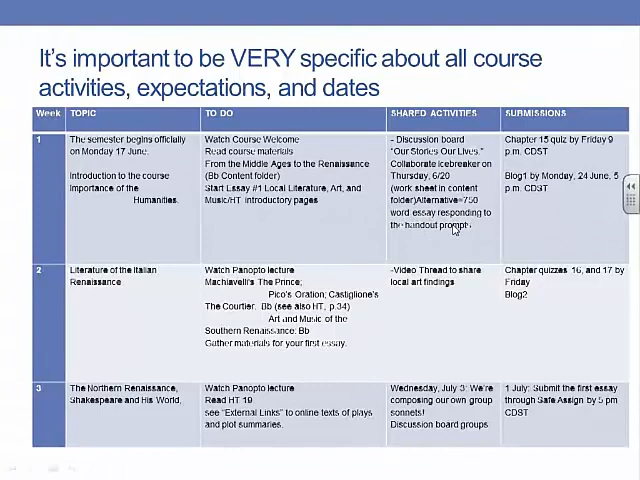 It's important to be VERY specific about all course
activities, expectations, and dates
Week TOPIC TO DO SHARED ACTIVITIES SUBMISSIONS
1
The semester begins officially
on Monday 17 June.
Introduction to the course
Importance of the
Humanities.
Watch Course Welcome
Read course materials
From the Middle Ages to the Renaissance
(Bb Content folder)
Start Essay #1 Local Literature, Art, and
Music/HT introductory pages
- Discussion board
"Our Stories Our Lives."
Collaborate Icebreaker on
Thursday, 6/20
(work sheet in content
folder)Alternative=750
word essay responding to
the handout prompts
Chapter 15 quiz by Friday 9
p.m. CDST
Blog1 by Monday, 24 June, 5
p.m. CDST
2
Literature of the Italian
Renaissance
Watch Panopto lecture
Machiavelli's The Prince;
Pico's Oration; Castiglione's
The Courtier. Bb (see also HT, p.34)
Art and Music of the
Southern Renaissance: Bb
Gather materials for your first essay.
-Video Thread to share
local art findings
Chapter quizzes 16, and 17 by
Friday
Blog2
3
The Northern Renaissance,
Shakespeare and His World.
Watch Panopto lecture
Read HT 19
see "External Links" to online texts of plays
and plot summaries.
Wednesday, July 3: We're
composing our own group
sonnets!
Discussion board groups
1 July: Submit the first essay
through Safe Assign by 5 pm
CDST